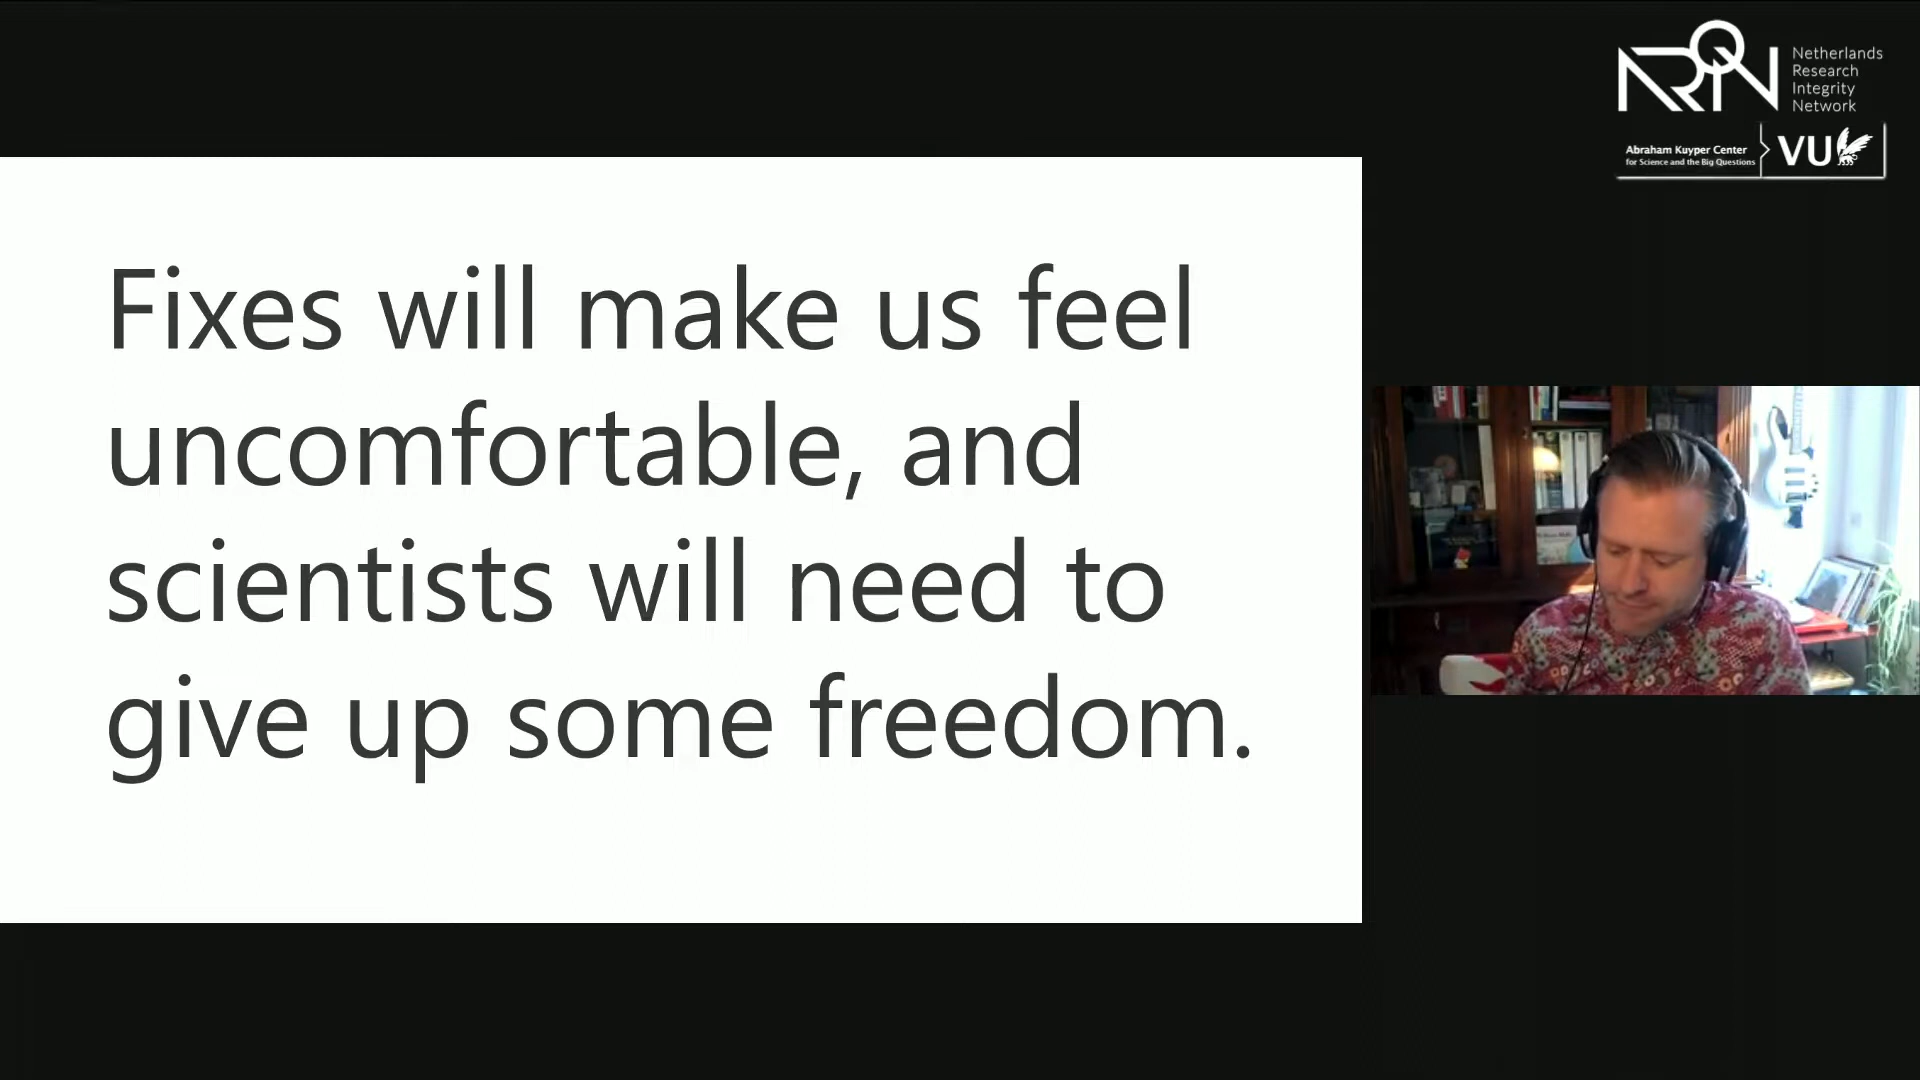 Netherlands
Research
Integrity
Network
NRIN
Abraham Kuyper Center
for Science and the Big Questions
VU
Fixes will make us feel
uncomfortable, and
scientists will need to
give up some freedom.